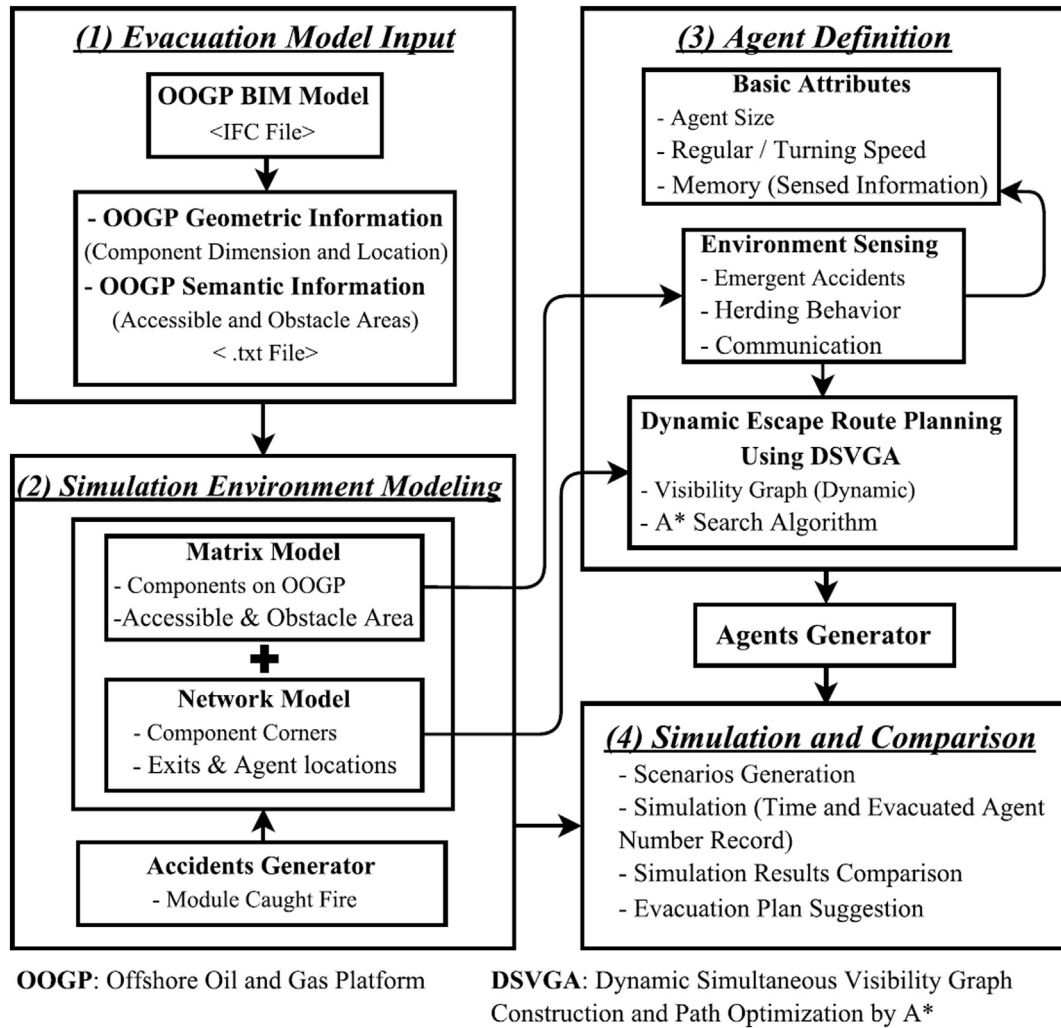 (1) Evacuation Model Input
OOGP BIM Model
<IFC File>
- OOGP Geometric Information
(Component Dimension and Location)
- OOGP Semantic Information
(Accessible and Obstacle Areas)
< .txt File>
(2) Simulation Environment Modeling
Matrix Model
- Components on OOGP
-Accessible & Obstacle Area
+
Network Model
- Component Corners
- Exits & Agent locations
Accidents Generator
- Module Caught Fire
(3) Agent Definition
Basic Attributes
- Agent Size
- Regular / Turning Speed
- Memory (Sensed Information)
Environment Sensing
- Emergent Accidents
- Herding Behavior
- Communication
Dynamic Escape Route Planning
Using DSVGA
- Visibility Graph (Dynamic)
- A* Search Algorithm
Agents Generator
(4) Simulation and Comparison
- Scenarios Generation
- Simulation (Time and Evacuated Agent
Number Record)
- Simulation Results Comparison
- Evacuation Plan Suggestion
OOGP: Offshore Oil and Gas Platform
DSVGA: Dynamic Simultaneous Visibility Graph
Construction and Path Optimization by A*